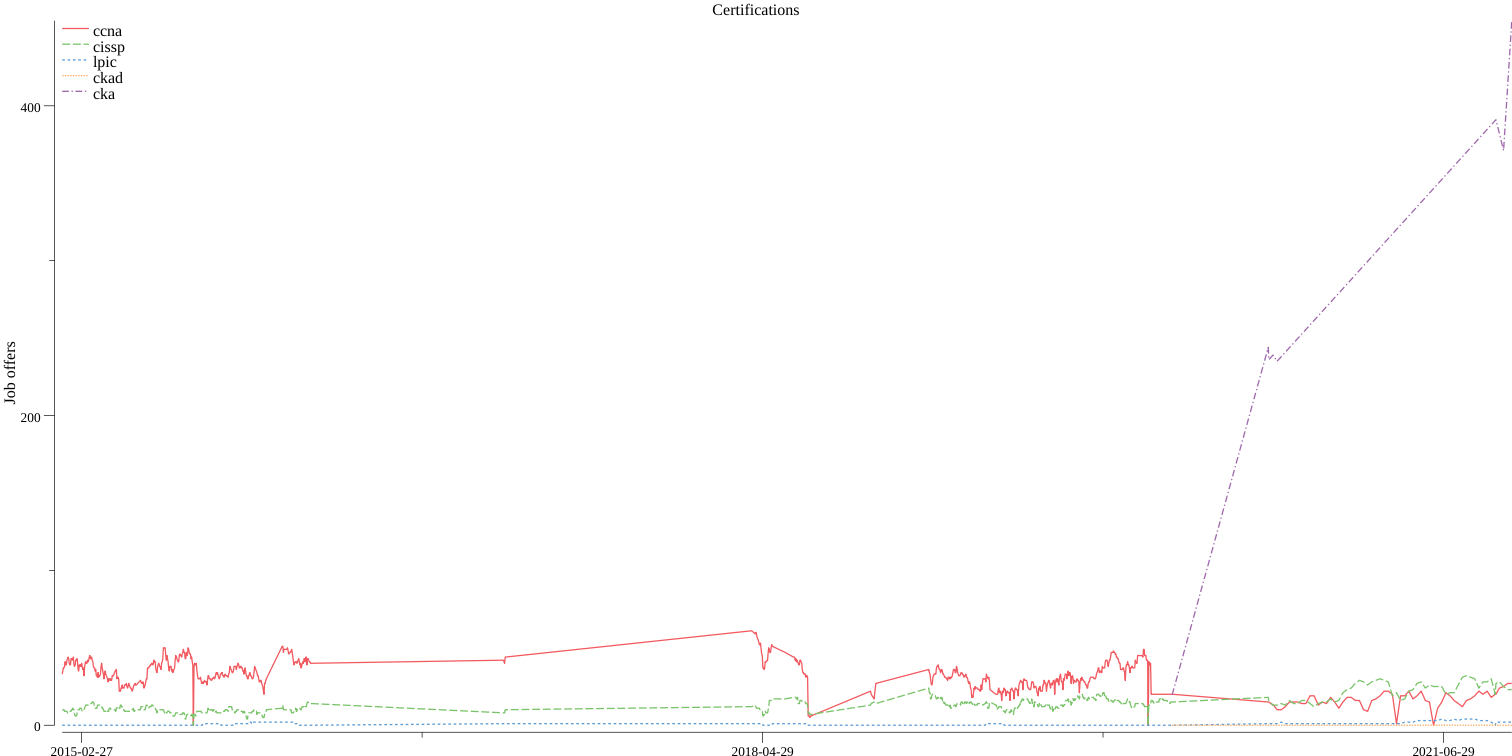 Certifications
ccna
cissp
lpic
ckad
cka
Job offers
400
200
0
2015-02-27
2018-04-29
2021-06-29